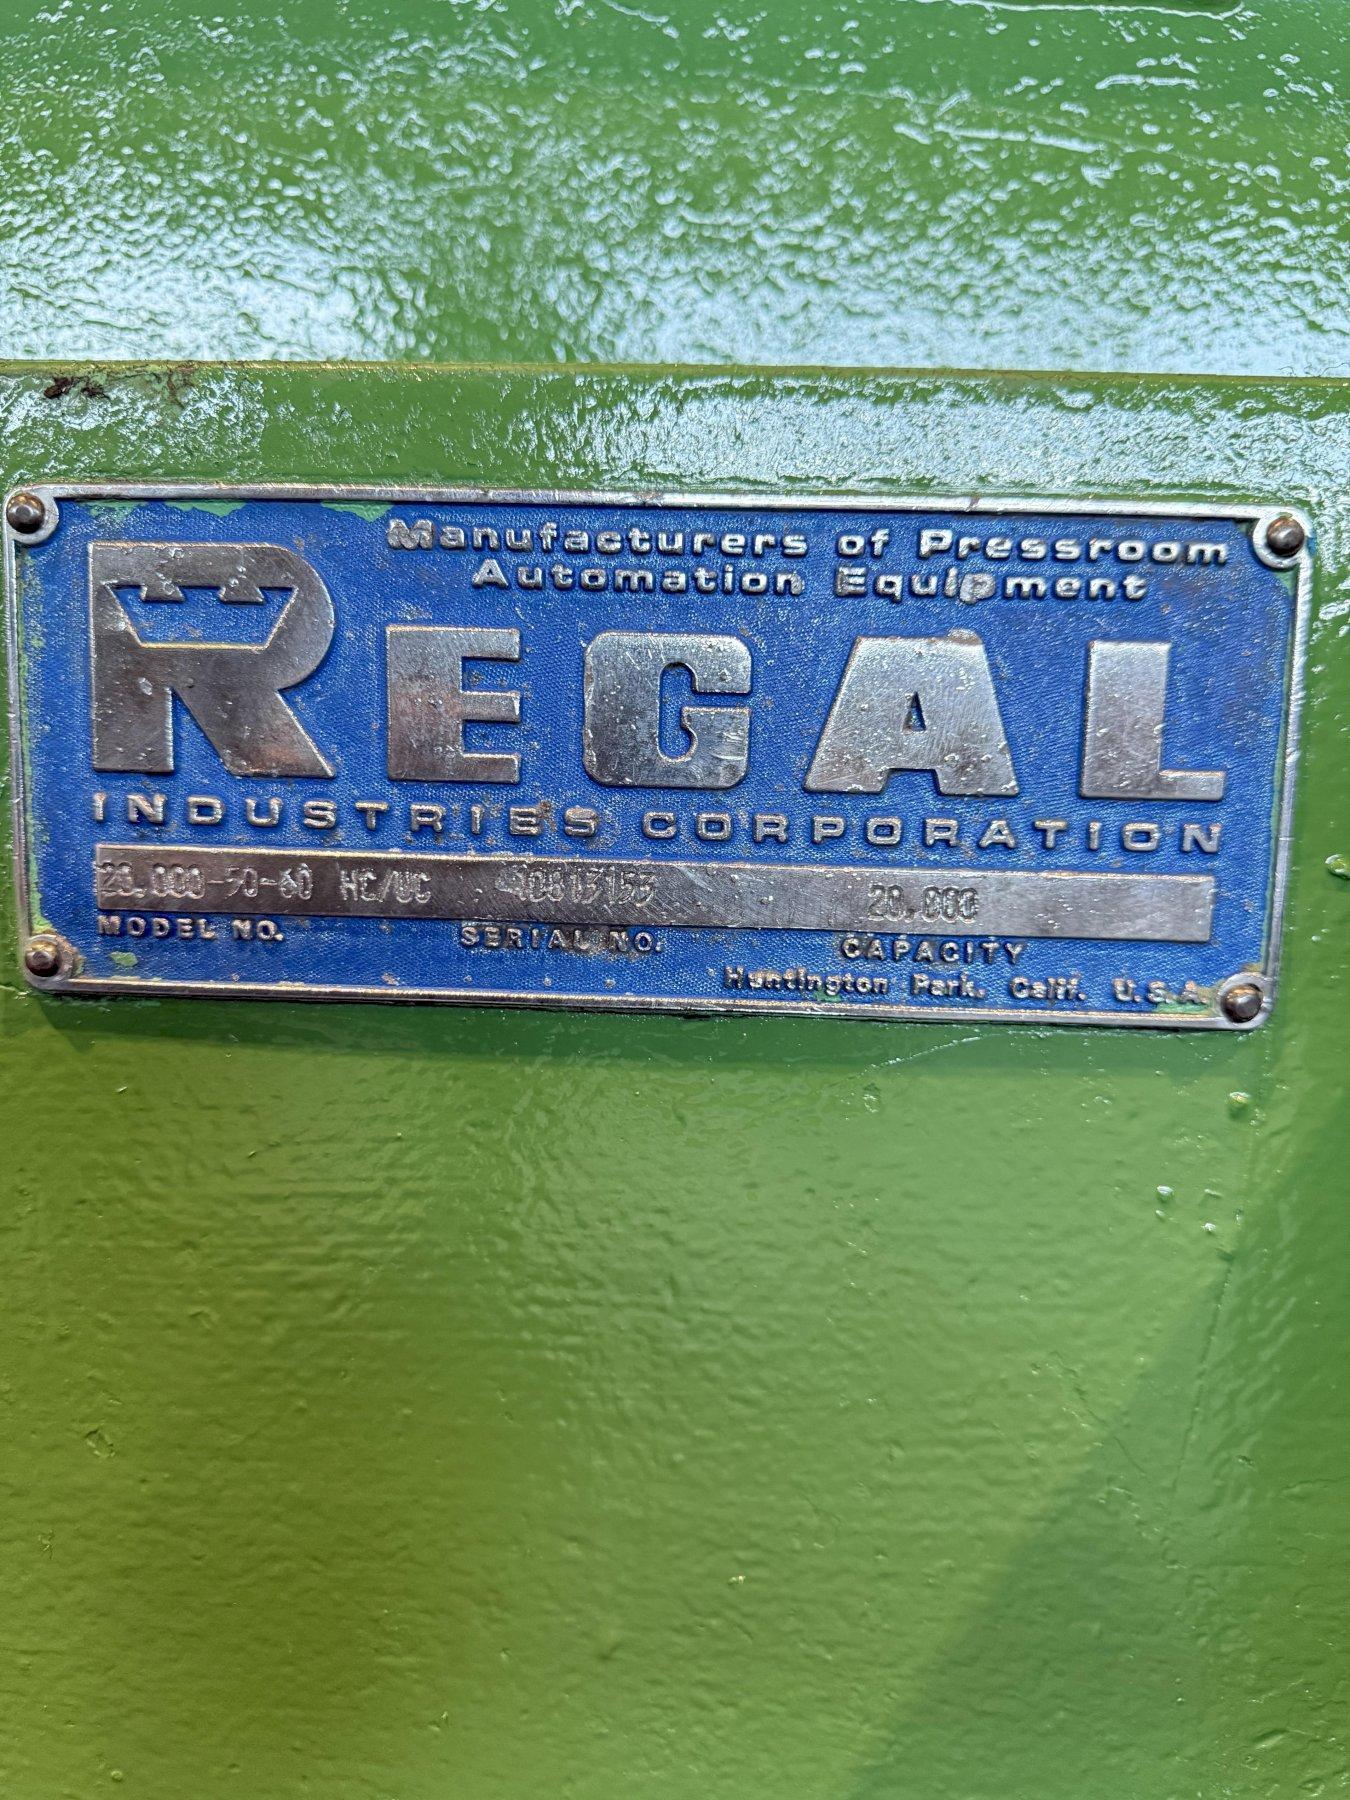 Manufacturers of Pressroom
Automation Equipment
REGAL
INDUSTRIES CORPORATION
20,000-50-60 HC/UC 20,000
MODEL NO. SERIAL NO. CAPACITY
Huntington Park, Calif. U.S.A.